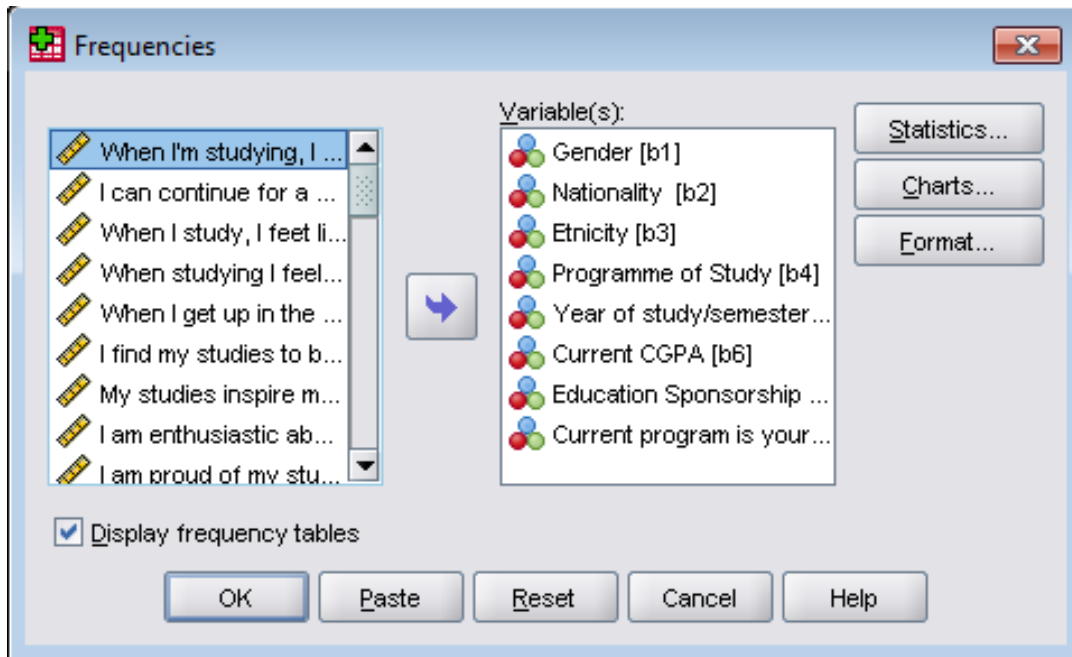 Frequencies
When I'm studying, I ...
I can continue for a ...
When I study, I feet li...
When studying I feel...
When I get up in the ...
I find my studies to b...
My studies inspire m...
I am enthusiastic ab...
I am proud of my stu...
Variable(s):
Gender [b1]
Nationality [b2]
Etnicity [b3]
Programme of Study [b4]
Year of study/semester...
Current CGPA [b6]
Education Sponsorship ...
Current program is your...
Statistics...
Charts...
Format...
Display frequency tables
OK
Paste
Reset
Cancel
Help